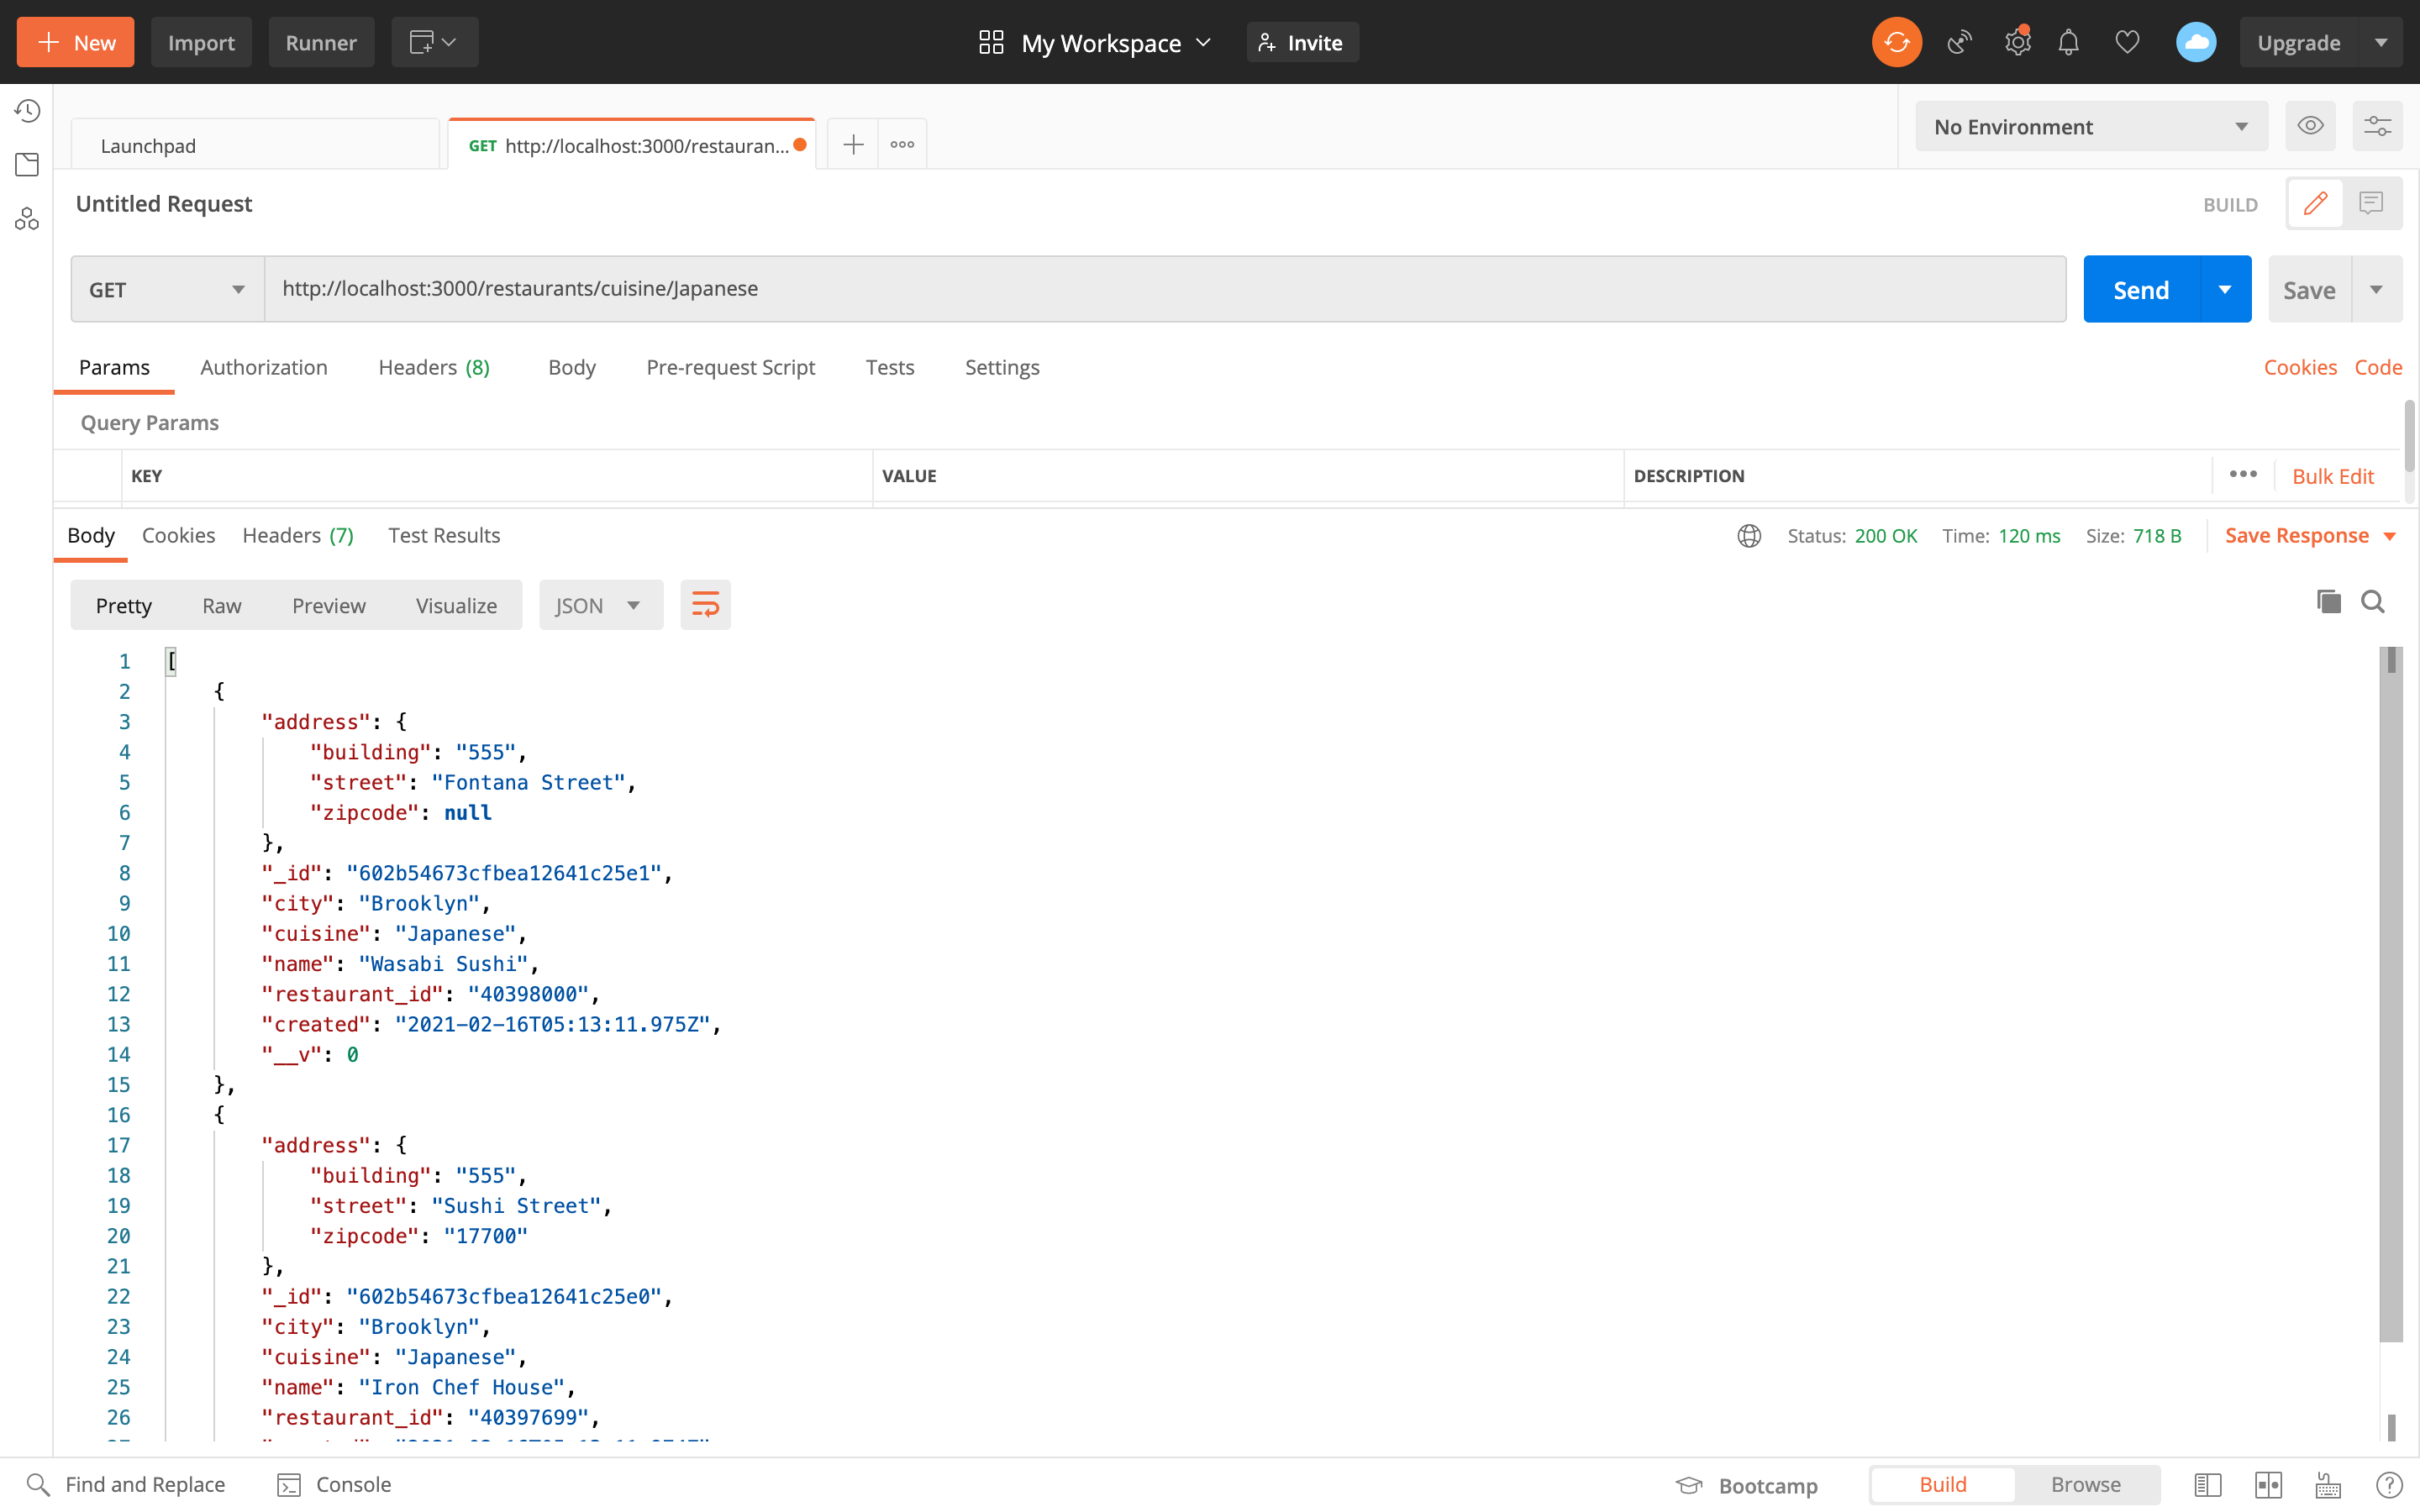 New Import Runner My Workspace Invite Upgrade
Launchpad GET http://localhost:3000/restauran... No Environment
Untitled Request BUILD
GET http://localhost:3000/restaurants/cuisine/Japanese Send Save
Params Authorization Headers (8) Body Pre-request Script Tests Settings Cookies Code
Query Params
KEY VALUE DESCRIPTION ••• Bulk Edit
Body Cookies Headers (7) Test Results Status: 200 OK Time: 120 ms Size: 718 B Save Response
Pretty Raw Preview Visualize JSON
1 [
2 {
3 "address": {
4 "building": "555",
5 "street": "Fontana Street",
6 "zipcode": null
7 },
8 "_id": "602b54673cfbea12641c25e1",
9 "city": "Brooklyn",
10 "cuisine": "Japanese",
11 "name": "Wasabi Sushi",
12 "restaurant_id": "40398000",
13 "created": "2021-02-16T05:13:11.975Z",
14 "__v": 0
15 },
16 {
17 "address": {
18 "building": "555",
19 "street": "Sushi Street",
20 "zipcode": "17700"
21 },
22 "_id": "602b54673cfbea12641c25e0",
23 "city": "Brooklyn",
24 "cuisine": "Japanese",
25 "name": "Iron Chef House",
26 "restaurant_id": "40397699",
Find and Replace Console Bootcamp Build Browse